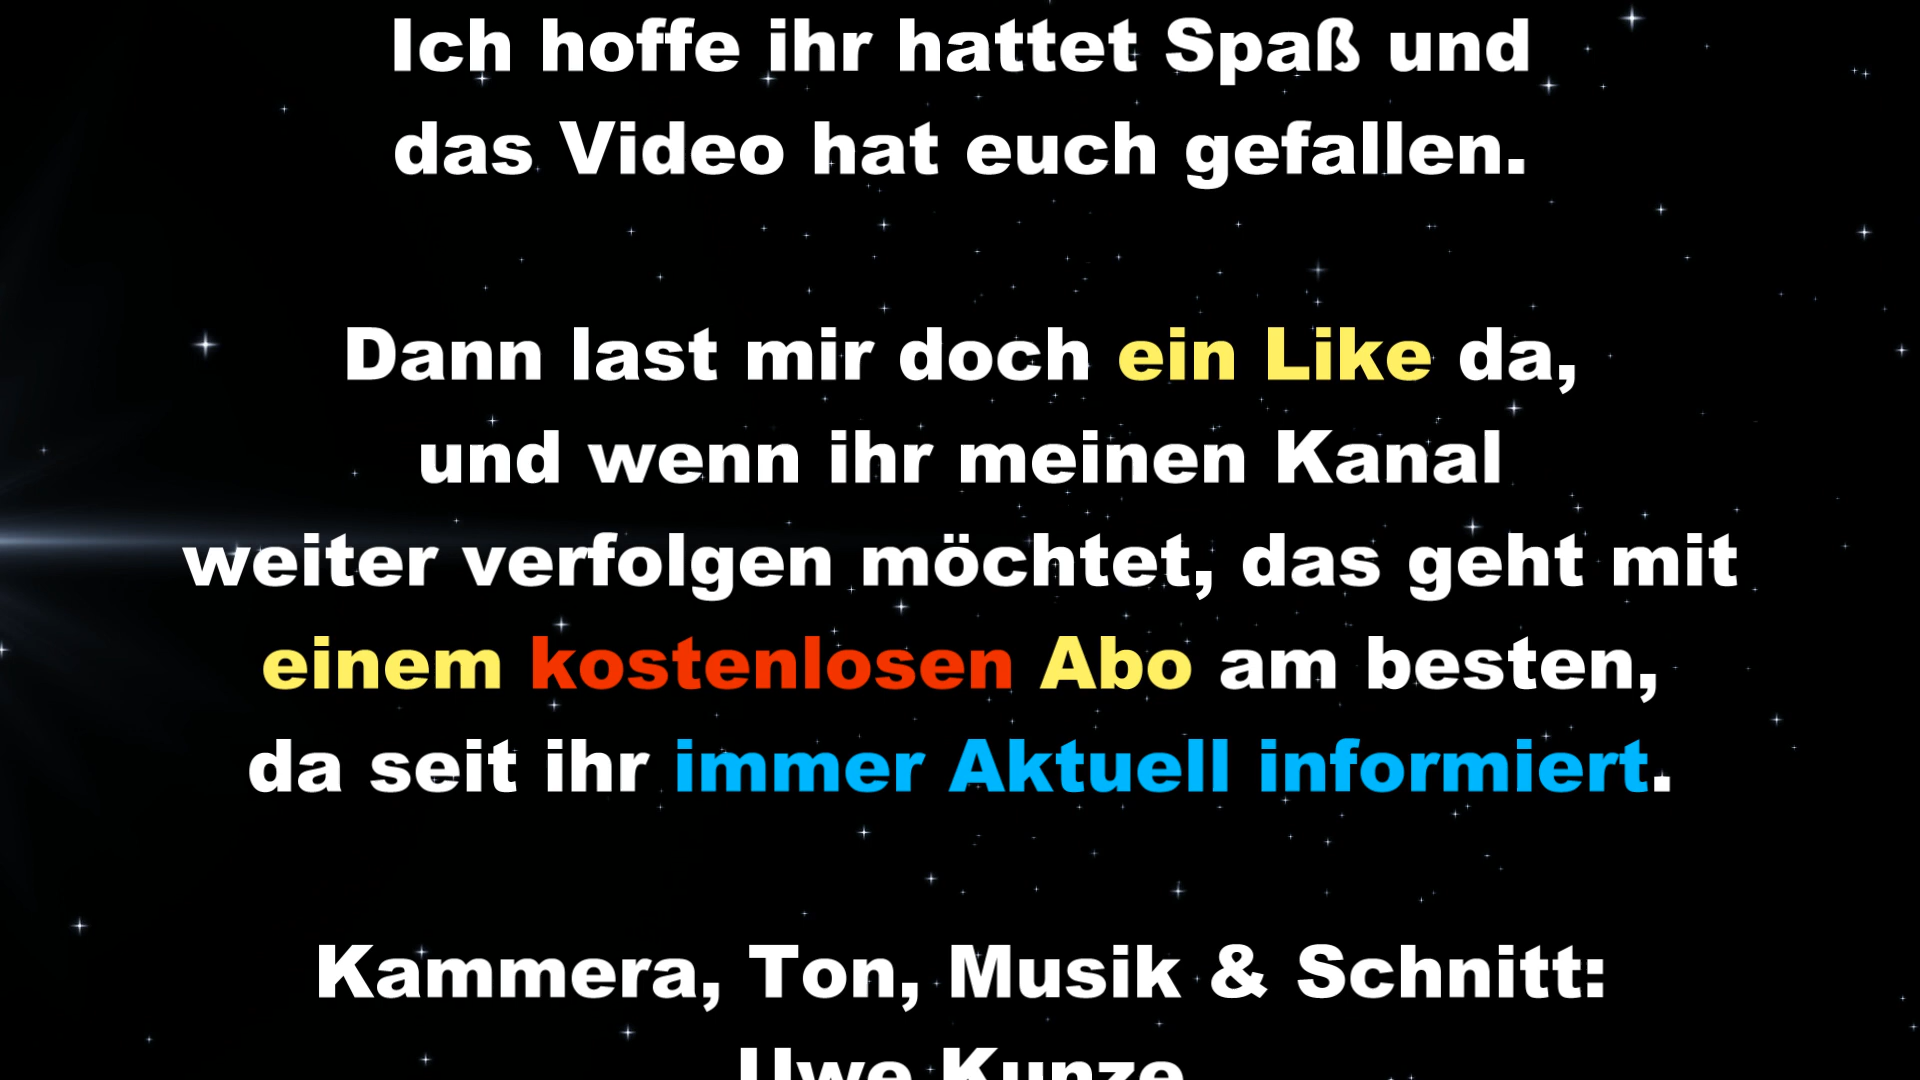 Ich hoffe ihr hattet Spaß und
das Video hat euch gefallen.
Dann last mir doch ein Like da,
und wenn ihr meinen Kanal
weiter verfolgen möchtet, das geht mit
einem kostenlosen Abo am besten,
da seit ihr immer Aktuell informiert.
Kammera, Ton, Musik & Schnitt:
Uwe Kunze